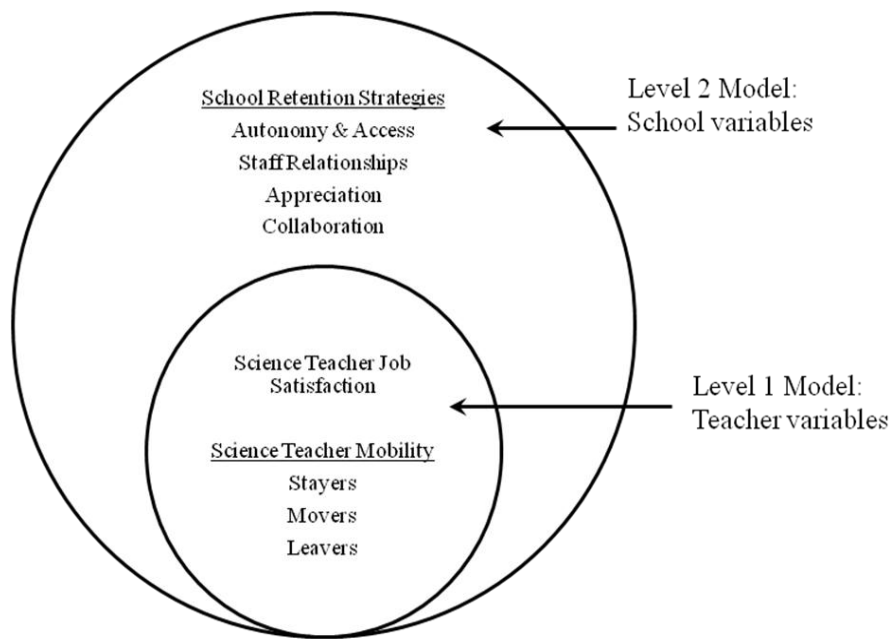 School Retention Strategies
Autonomy & Access
Staff Relationships
Appreciation
Collaboration
Level 2 Model:
School variables
Science Teacher Job
Satisfaction
Science Teacher Mobility
Stayers
Movers
Leavers
Level 1 Model:
Teacher variables